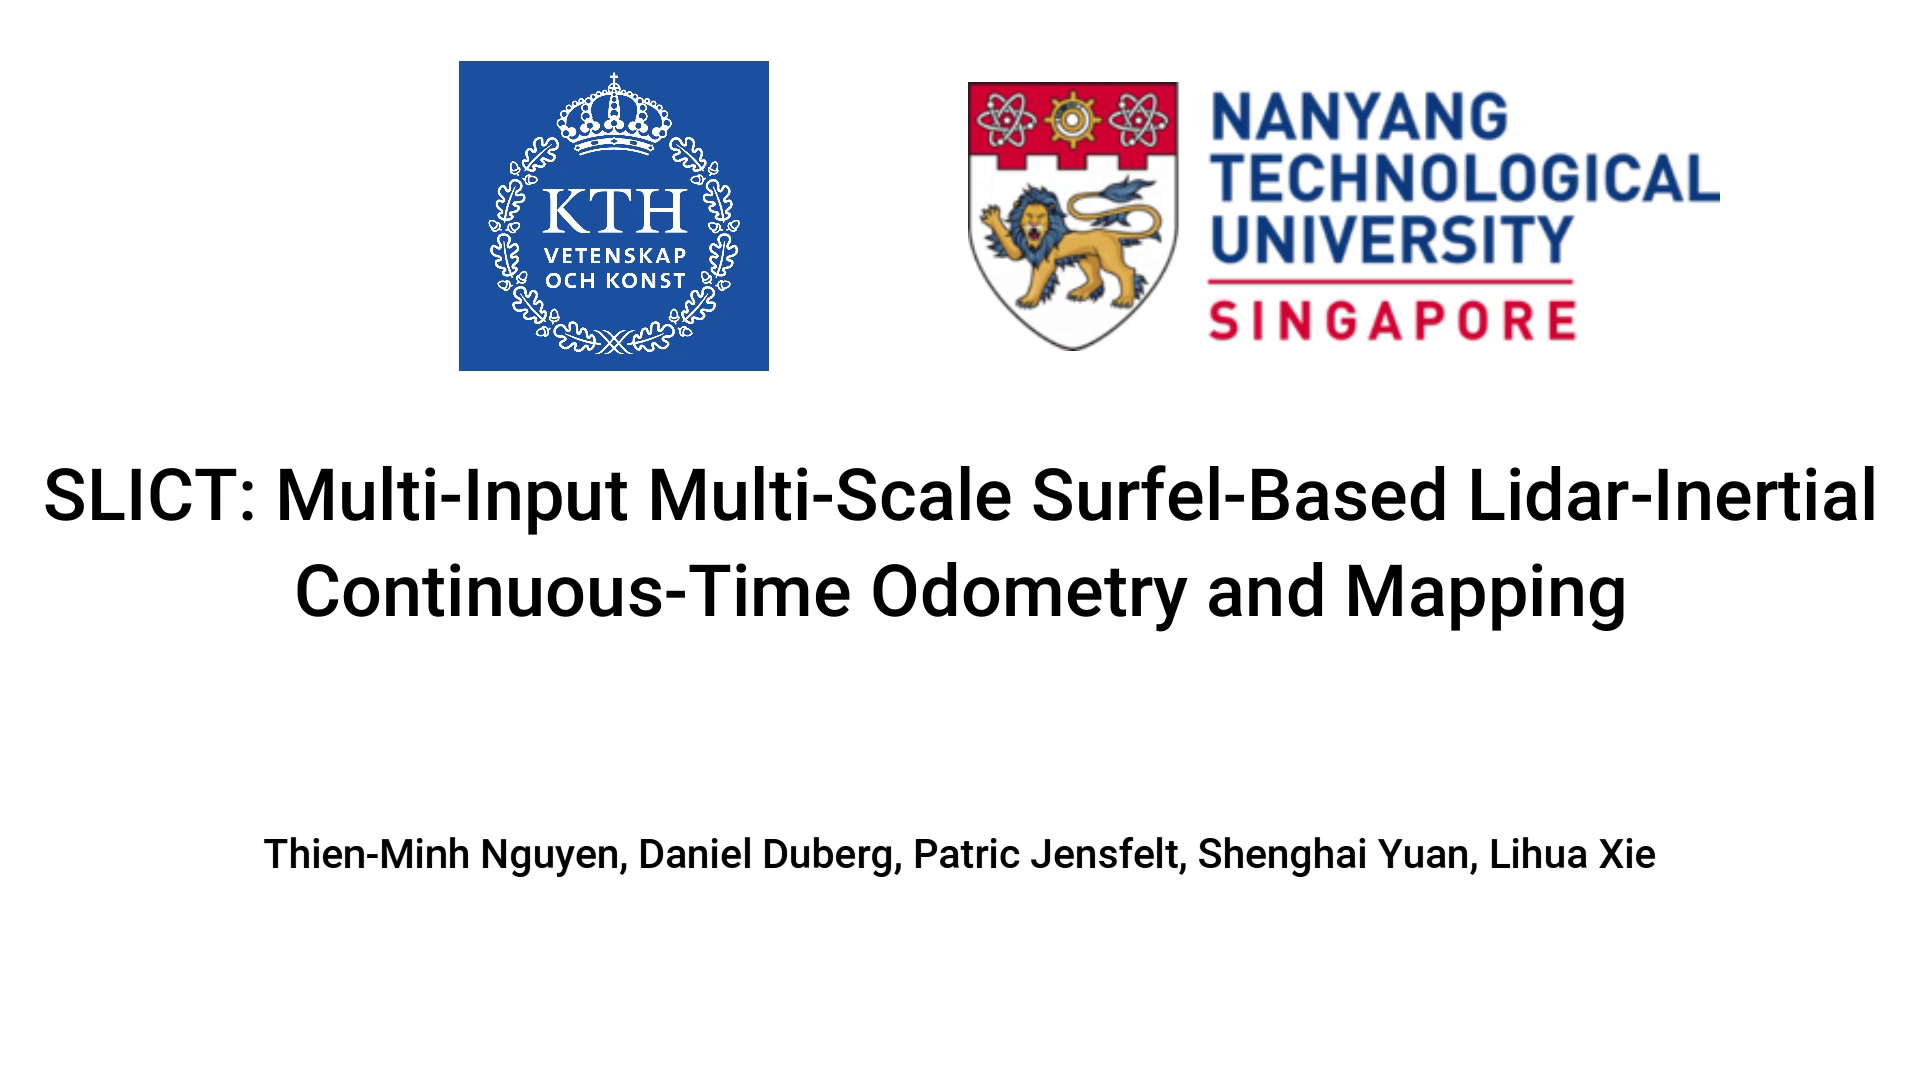 KTH
VETENSKAP
OCH KONST
NANYANG
TECHNOLOGICAL
UNIVERSITY
SINGAPORE
SLICT: Multi-Input Multi-Scale Surfel-Based Lidar-Inertial
Continuous-Time Odometry and Mapping
Thien-Minh Nguyen, Daniel Duberg, Patric Jensfelt, Shenghai Yuan, Lihua Xie